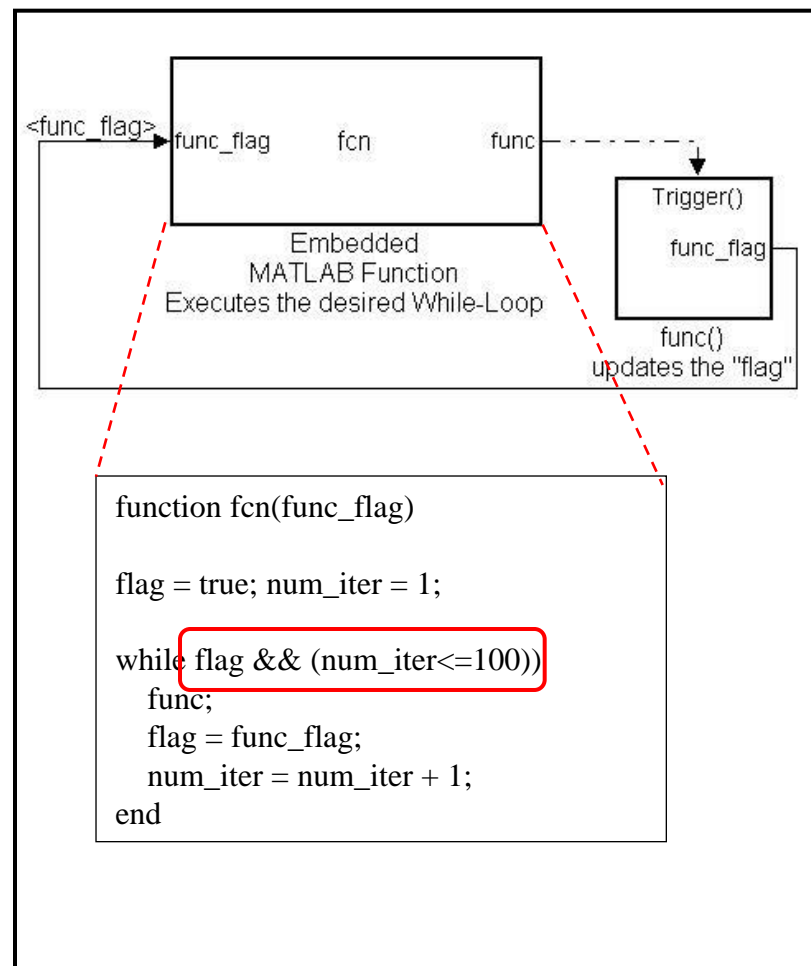 <func_flag>
func_flag
fcn
func
Trigger()
func_flag
Embedded
MATLAB Function
Executes the desired While-Loop
func()
updates the "flag"
function fcn(func_flag)
flag = true; num_iter = 1;
while flag && (num_iter<=100))
func;
flag = func_flag;
num_iter = num_iter + 1;
end